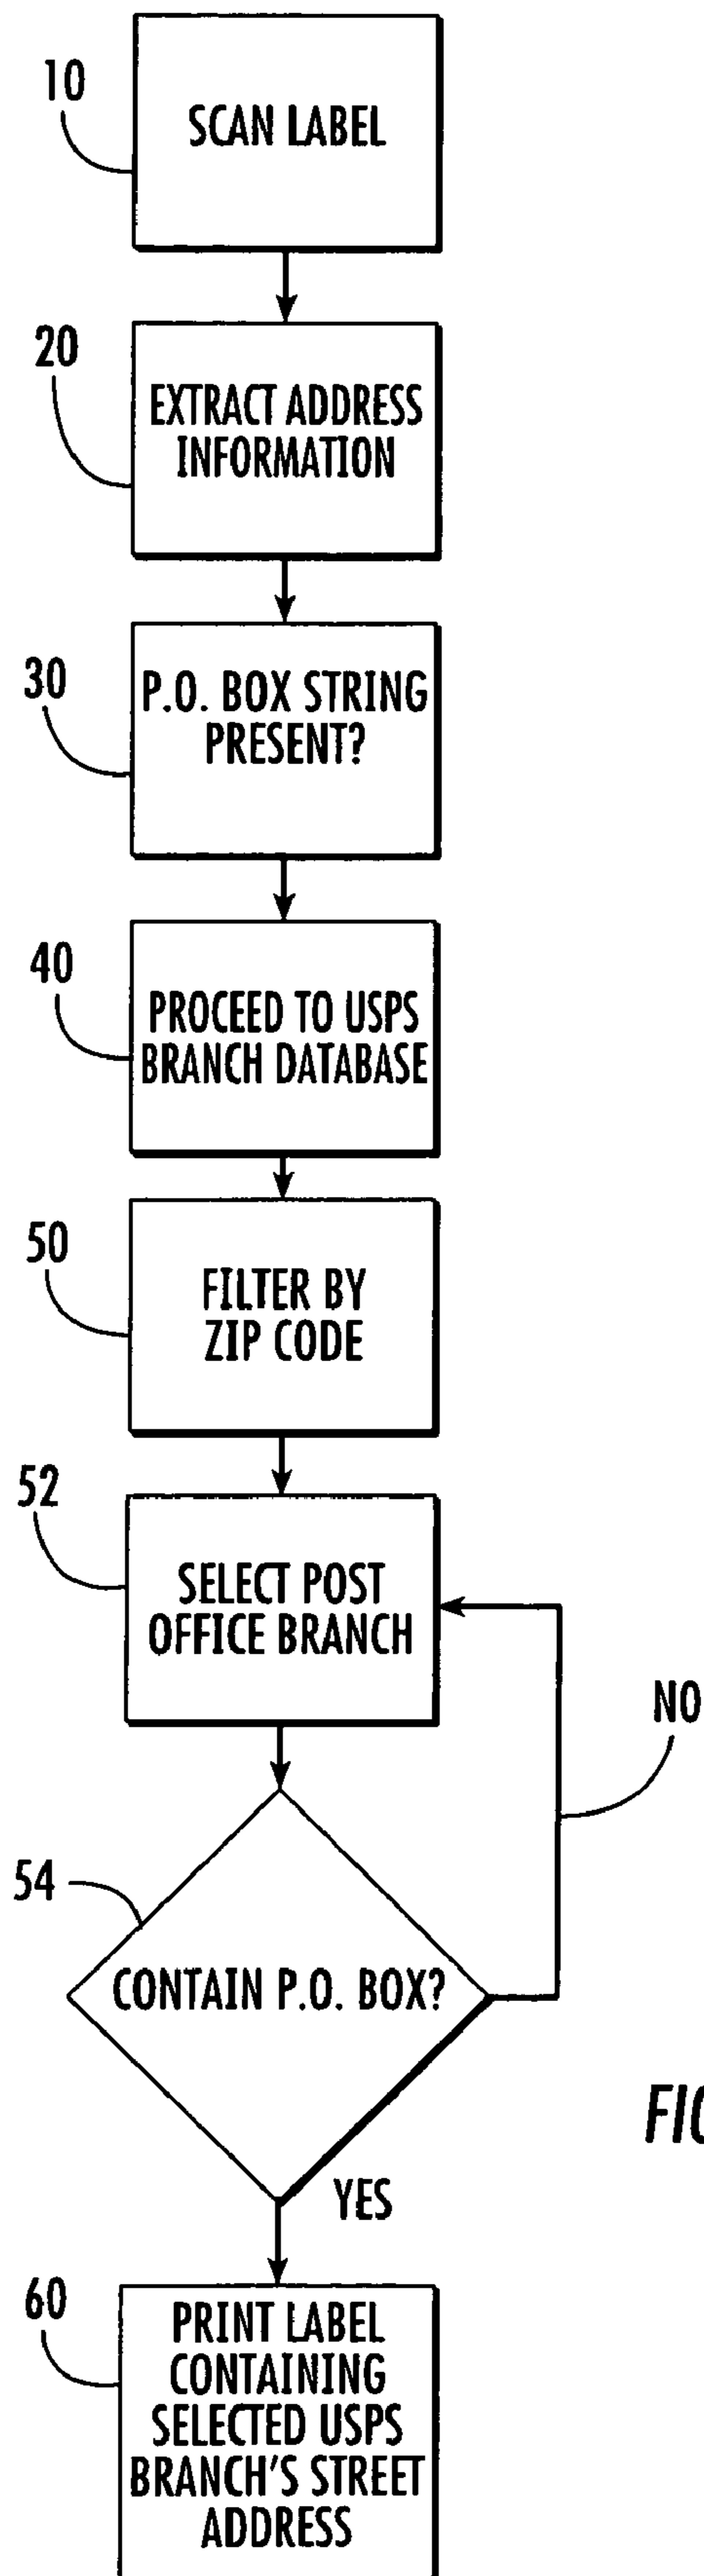 10
SCAN LABEL
20
EXTRACT ADDRESS
INFORMATION
30
P.O. BOX STRING
PRESENT?
40
PROCEED TO USPS
BRANCH DATABASE
50
FILTER BY
ZIP CODE
52
SELECT POST
OFFICE BRANCH
NO
54
CONTAIN P.O. BOX?
YES
60
PRINT LABEL
CONTAINING
SELECTED USPS
BRANCH'S STREET
ADDRESS